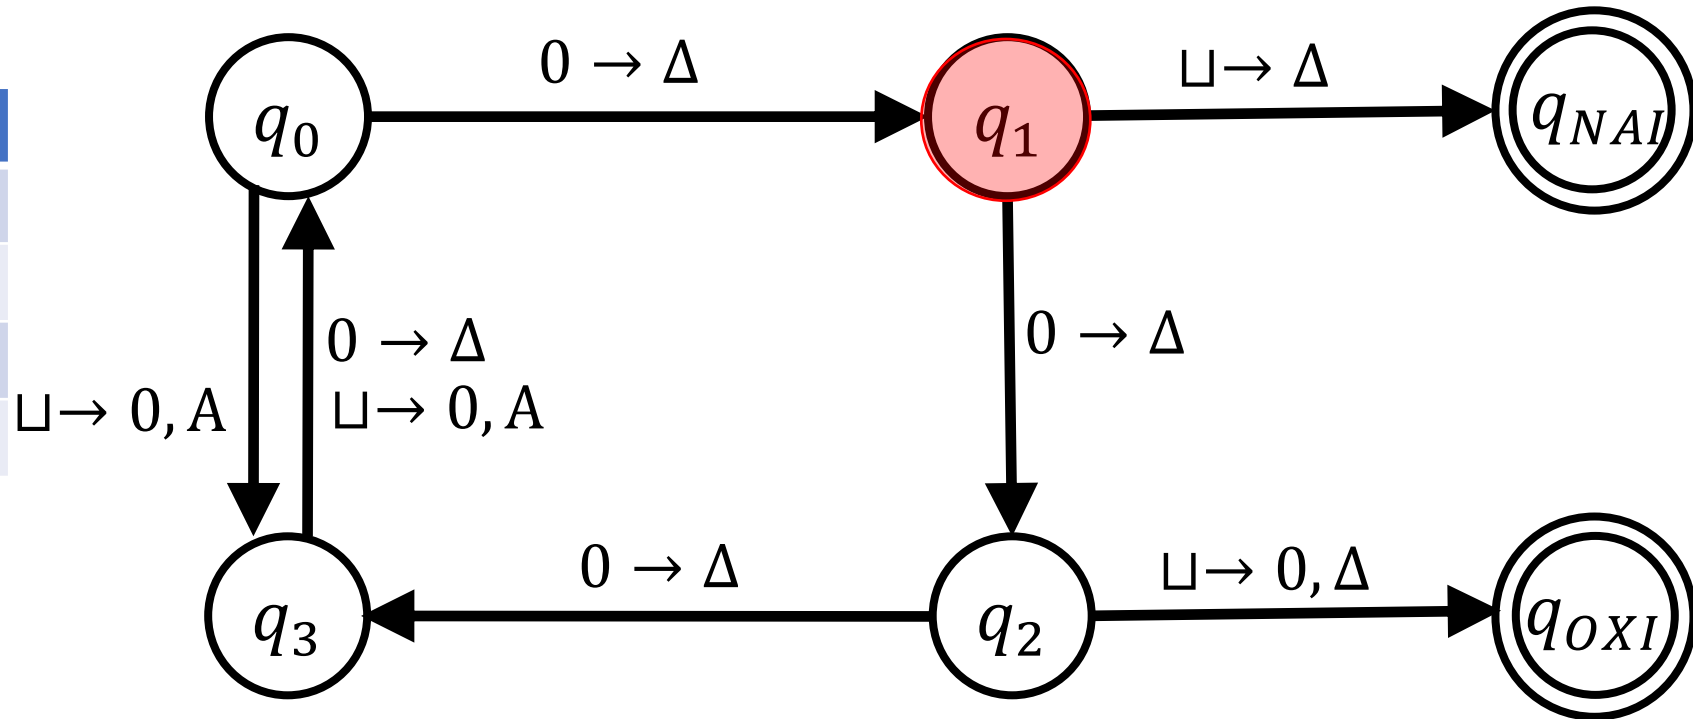 0 → Δ
⊔→ Δ
q0
q1
qNAI
0 → Δ
0 → Δ
⊔→ 0, A
⊔→ 0, A
0 → Δ
⊔→ 0, Δ
q3
q2
qOXI